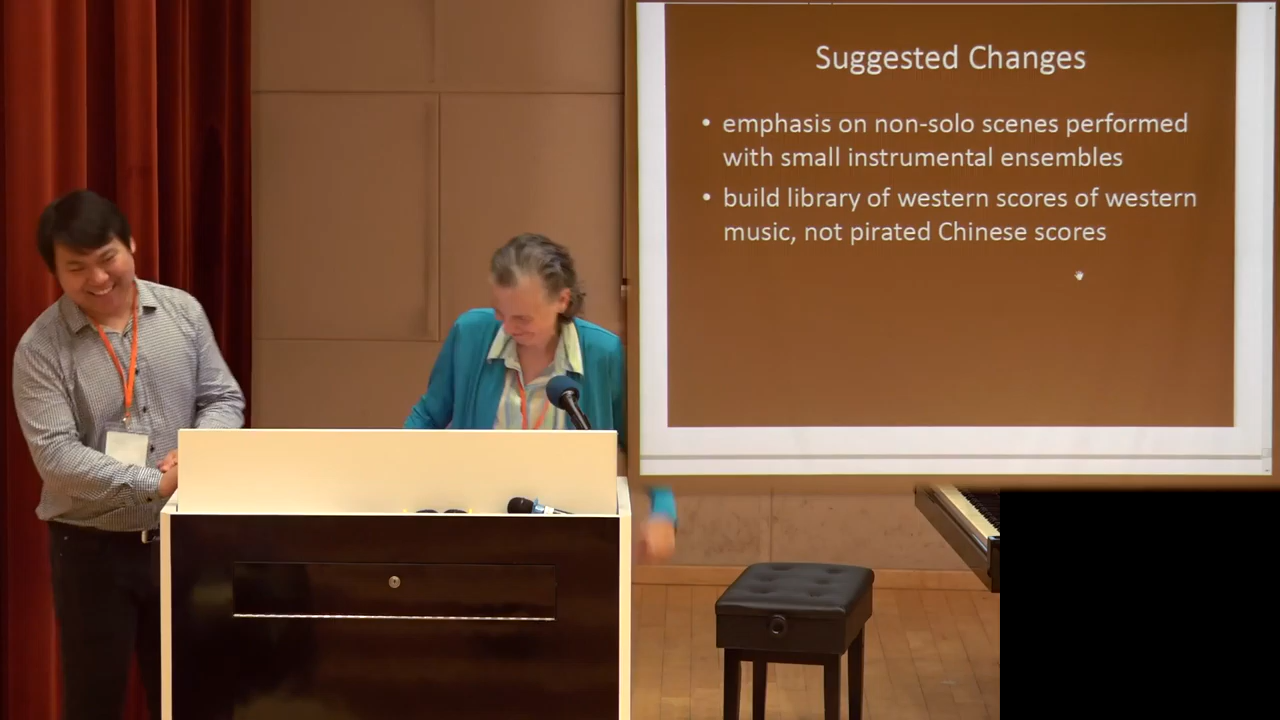 Suggested Changes
• emphasis on non-solo scenes performed
with small instrumental ensembles
• build library of western scores of western
music, not pirated Chinese scores